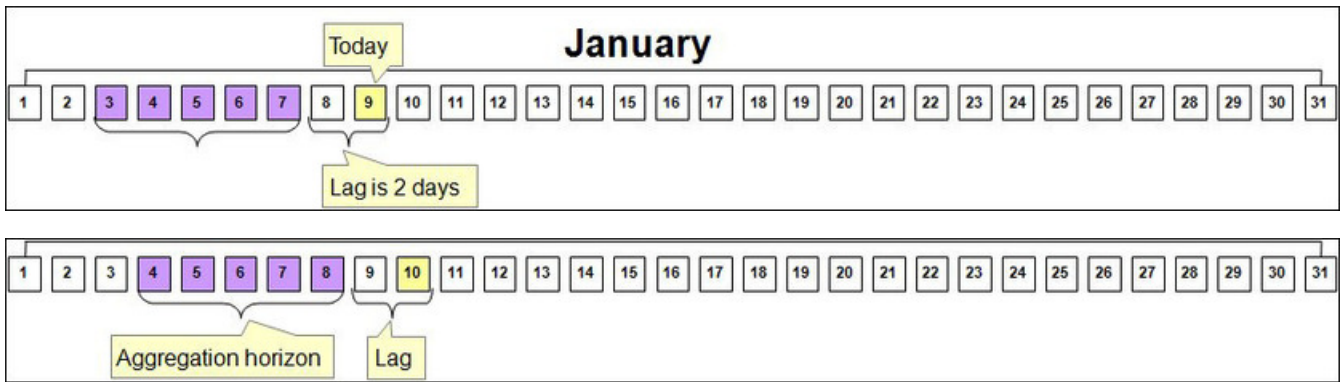 January
Today
1 2 3 4 5 6 7 8 9 10 11 12 13 14 15 16 17 18 19 20 21 22 23 24 25 26 27 28 29 30 31
Lag is 2 days
1 2 3 4 5 6 7 8 9 10 11 12 13 14 15 16 17 18 19 20 21 22 23 24 25 26 27 28 29 30 31
Aggregation horizon Lag